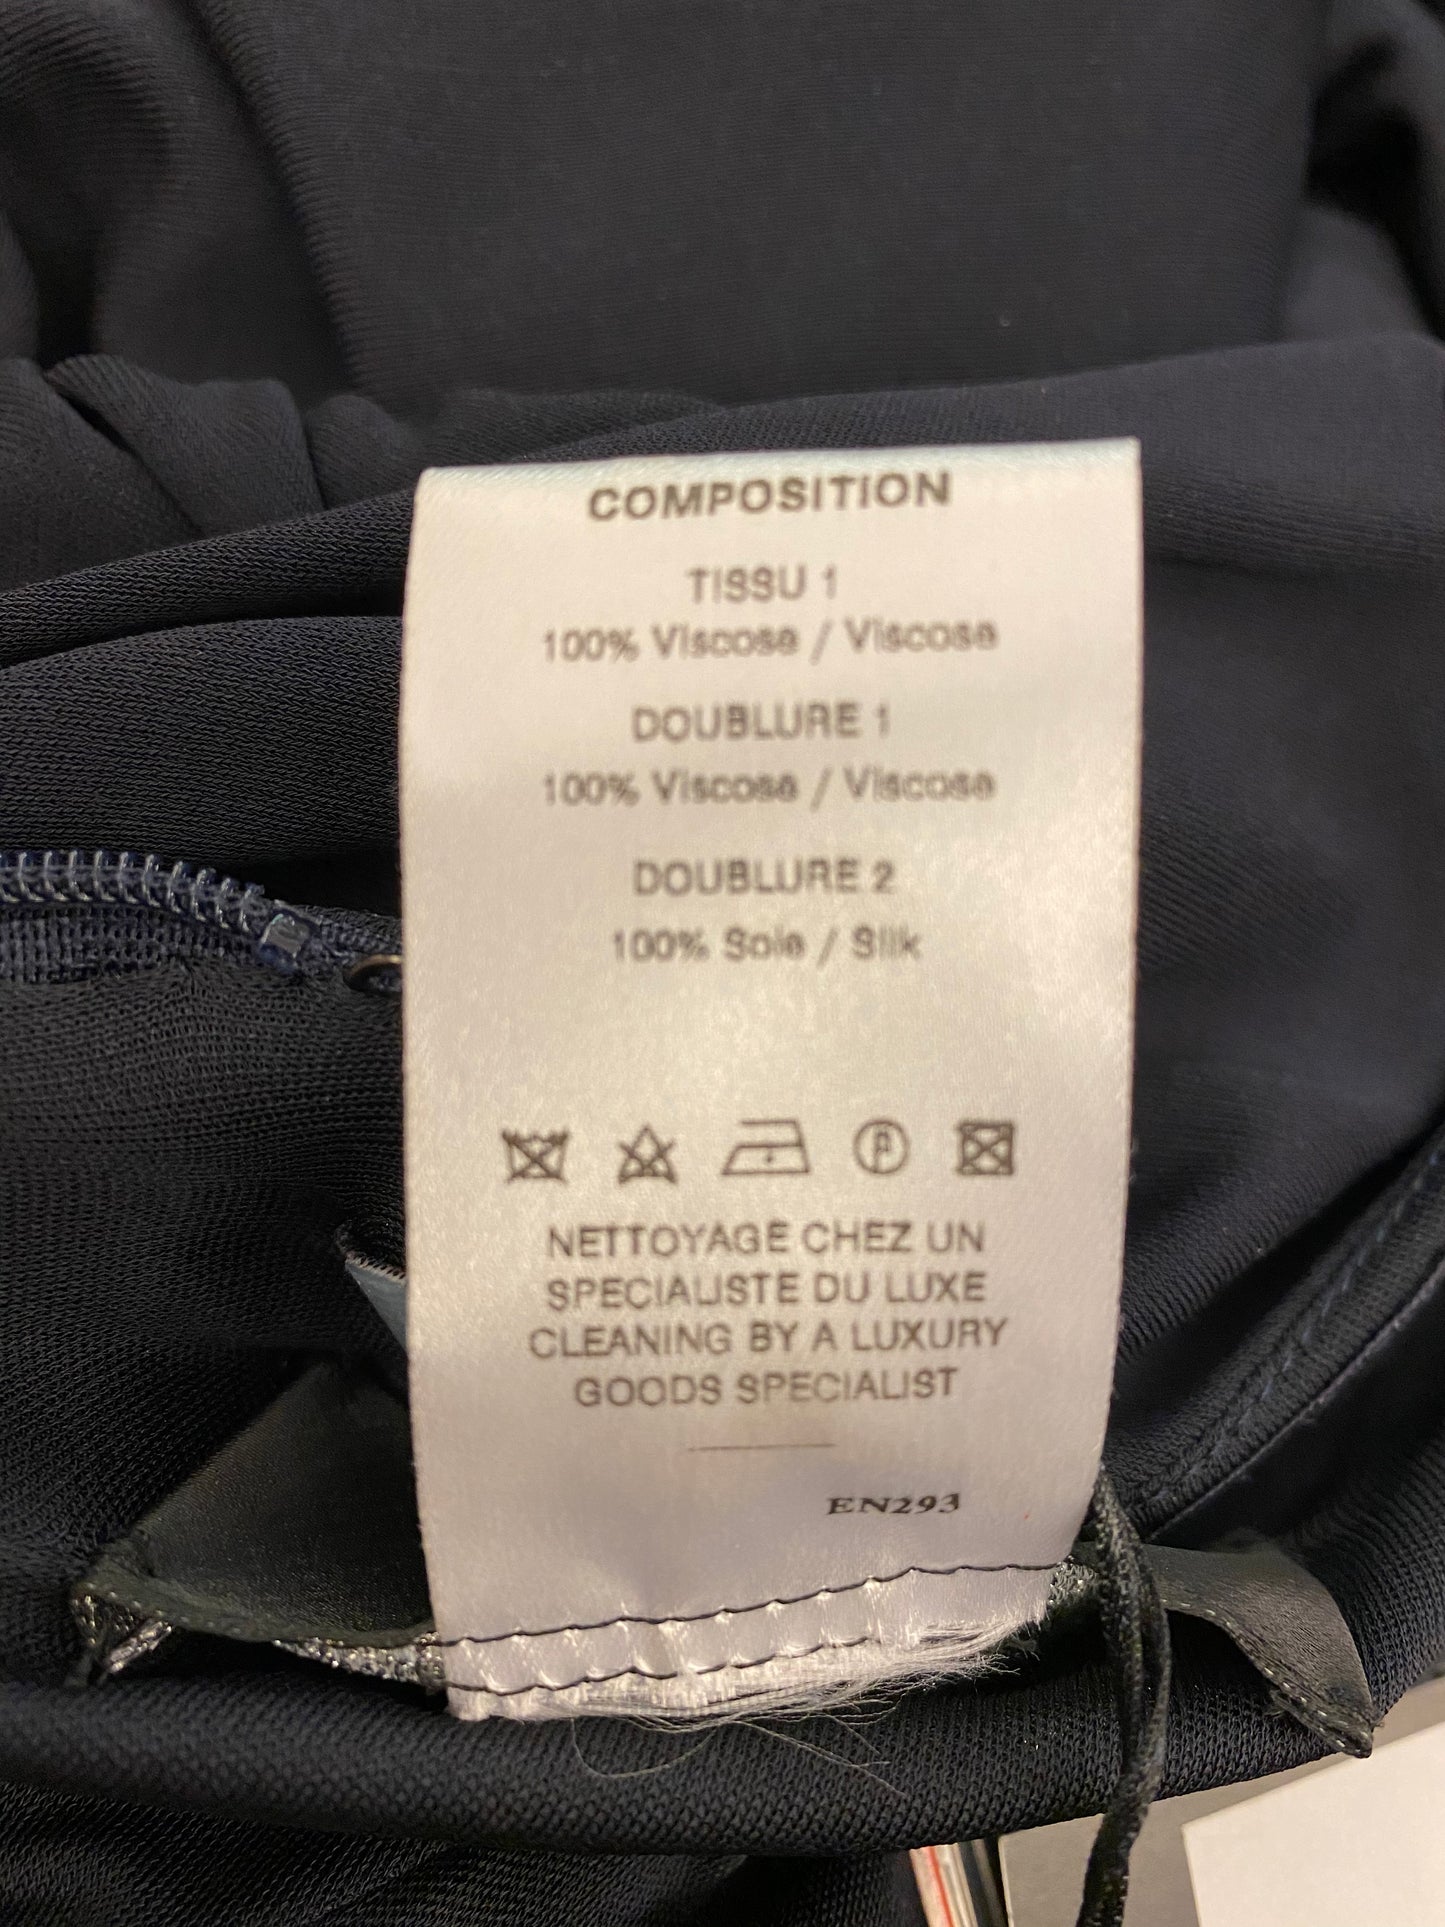 COMPOSITION
TISSU 1
100% Viscose / Viscose
DOUBLURE 1
100% Viscose / Viscose
DOUBLURE 2
100% Soie / Silk
P
NETTOYAGE CHEZ UN
SPECIALISTE DU LUXE
CLEANING BY A LUXURY
GOODS SPECIALIST
EN293